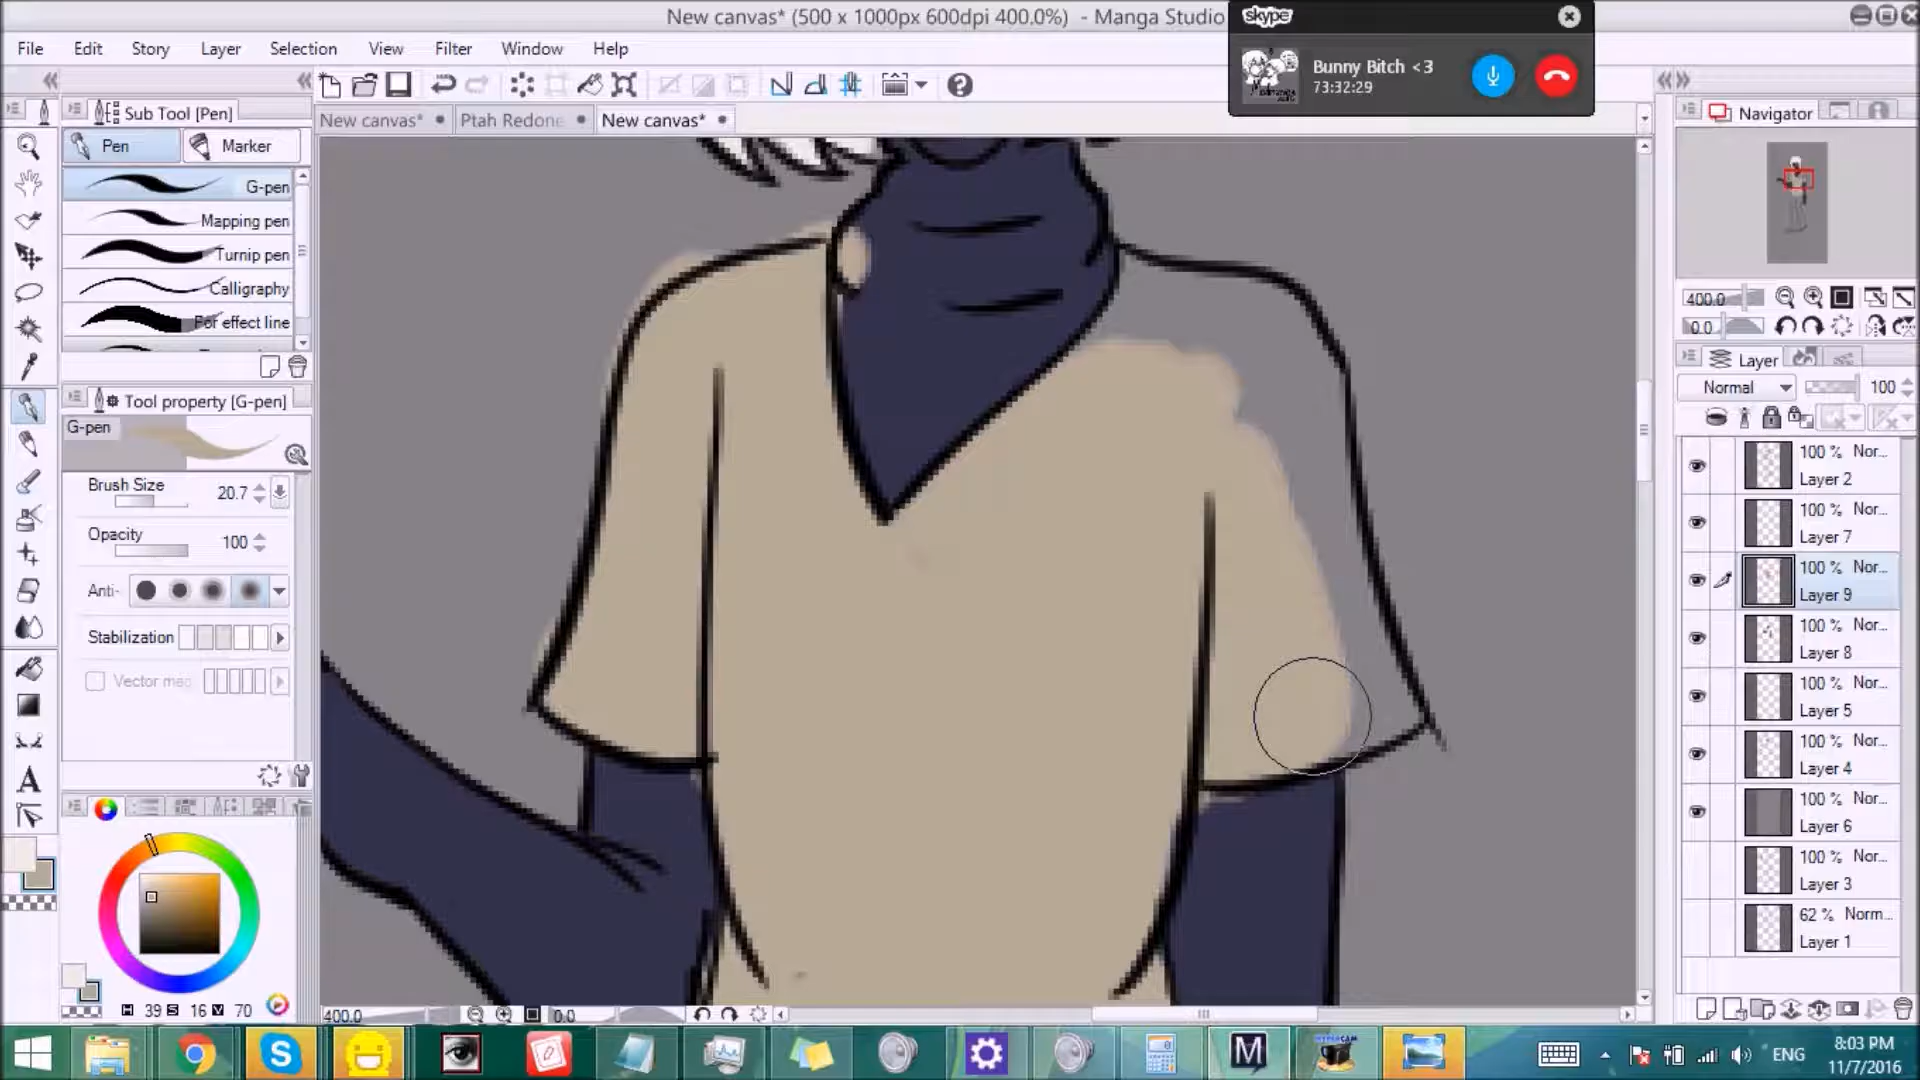 New canvas* (500 x 1000px 600dpi 400.0%) - Manga Studio
skype
Bunny Bitch <3
73:32:29
File Edit Story Layer Selection Filter View Window Help
Sub Tool [Pen]
New canvas* Ptah Redone New canvas*
Navigator
Pen Marker
G-pen
Mapping pen
Turnip pen
Calligraphy
For effect line
400.0
0.0
Layer
Tool property [G-pen]
Normal 100
G-pen
Brush Size 20.7
Opacity 100
Anti-
Stabilization
Vector mag
100 % Nor...
Layer 2
100 % Nor...
Layer 7
100 % Nor...
Layer 9
100 % Nor...
Layer 8
100 % Nor...
Layer 5
100 % Nor...
Layer 4
100 % Nor...
Layer 6
100 % Nor...
Layer 3
62 % Norm...
Layer 1
A
H 39 S 16 V 70
400.0 0.0
S
M
HYPERCAM
ENG
8:03 PM
11/7/2016